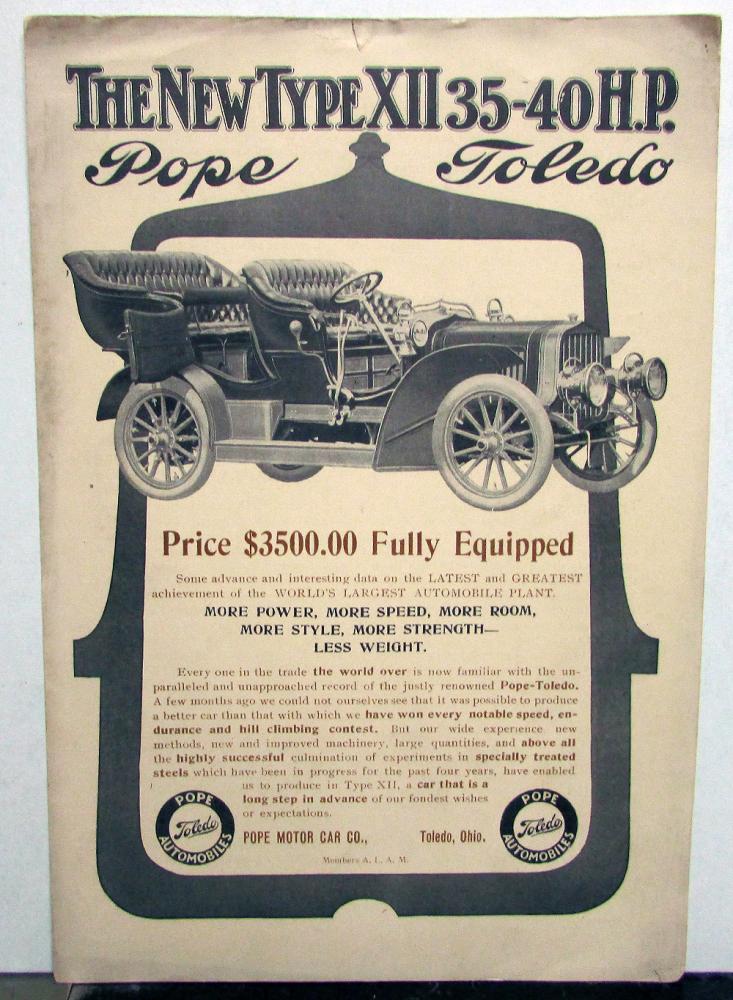 THE NEW TYPE XII 35-40 H.P.
Pope Toledo
Price $3500.00 Fully Equipped
Some advance and interesting data on the LATEST and GREATEST
achievement of the WORLD'S LARGEST AUTOMOBILE PLANT.
MORE POWER, MORE SPEED, MORE ROOM,
MORE STYLE, MORE STRENGTH—
LESS WEIGHT.
Every one in the trade the world over is now familiar with the un-
paralleled and unapproached record of the justly renowned Pope-Toledo.
A few months ago we could not ourselves see that it was possible to produce
a better car than that with which we have won every notable speed, en-
durance and hill climbing contest. But our wide experience new
methods, new and improved machinery, large quantities, and above all
the highly successful culmination of experiments in specially treated
steels which have been in progress for the past four years, have enabled
us to produce in Type XII, a car that is a
long step in advance of our fondest wishes
or expectations.
POPE Toledo AUTOMOBILES
POPE MOTOR CAR CO., Toledo, Ohio.
POPE Toledo AUTOMOBILES
Members A. L. A. M.